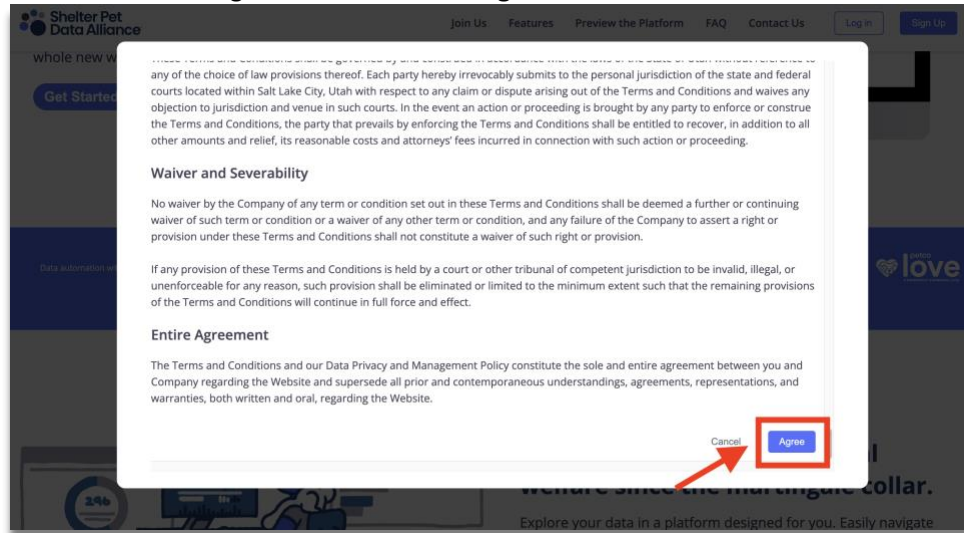 Shelter Pet
Data Alliance
Join Us Features Preview the Platform FAQ Contact Us Log in Sign Up
whole new w
Get Started
any of the choice of law provisions thereof. Each party hereby irrevocably submits to the personal jurisdiction of the state and federal
courts located within Salt Lake City, Utah with respect to any claim or dispute arising out of the Terms and Conditions and waives any
objection to jurisdiction and venue in such courts. In the event an action or proceeding is brought by any party to enforce or construe
the Terms and Conditions, the party that prevails by enforcing the Terms and Conditions shall be entitled to recover, in addition to all
other amounts and relief, its reasonable costs and attorneys' fees incurred in connection with such action or proceeding.
Waiver and Severability
No waiver by the Company of any term or condition set out in these Terms and Conditions shall be deemed a further or continuing
waiver of such term or condition or a waiver of any other term or condition, and any failure of the Company to assert a right or
provision under these Terms and Conditions shall not constitute a waiver of such right or provision.
If any provision of these Terms and Conditions is held by a court or other tribunal of competent jurisdiction to be invalid, illegal, or
unenforceable for any reason, such provision shall be eliminated or limited to the minimum extent such that the remaining provisions
of the Terms and Conditions will continue in full force and effect.
Data automation w
petco
love
Entire Agreement
The Terms and Conditions and our Data Privacy and Management Policy constitute the sole and entire agreement between you and
Company regarding the Website and supersede all prior and contemporaneous understandings, agreements, representations, and
warranties, both written and oral, regarding the Website.
Cancel Agree
welfare since the martingale collar.
Explore your data in a platform designed for you. Easily navigate
296